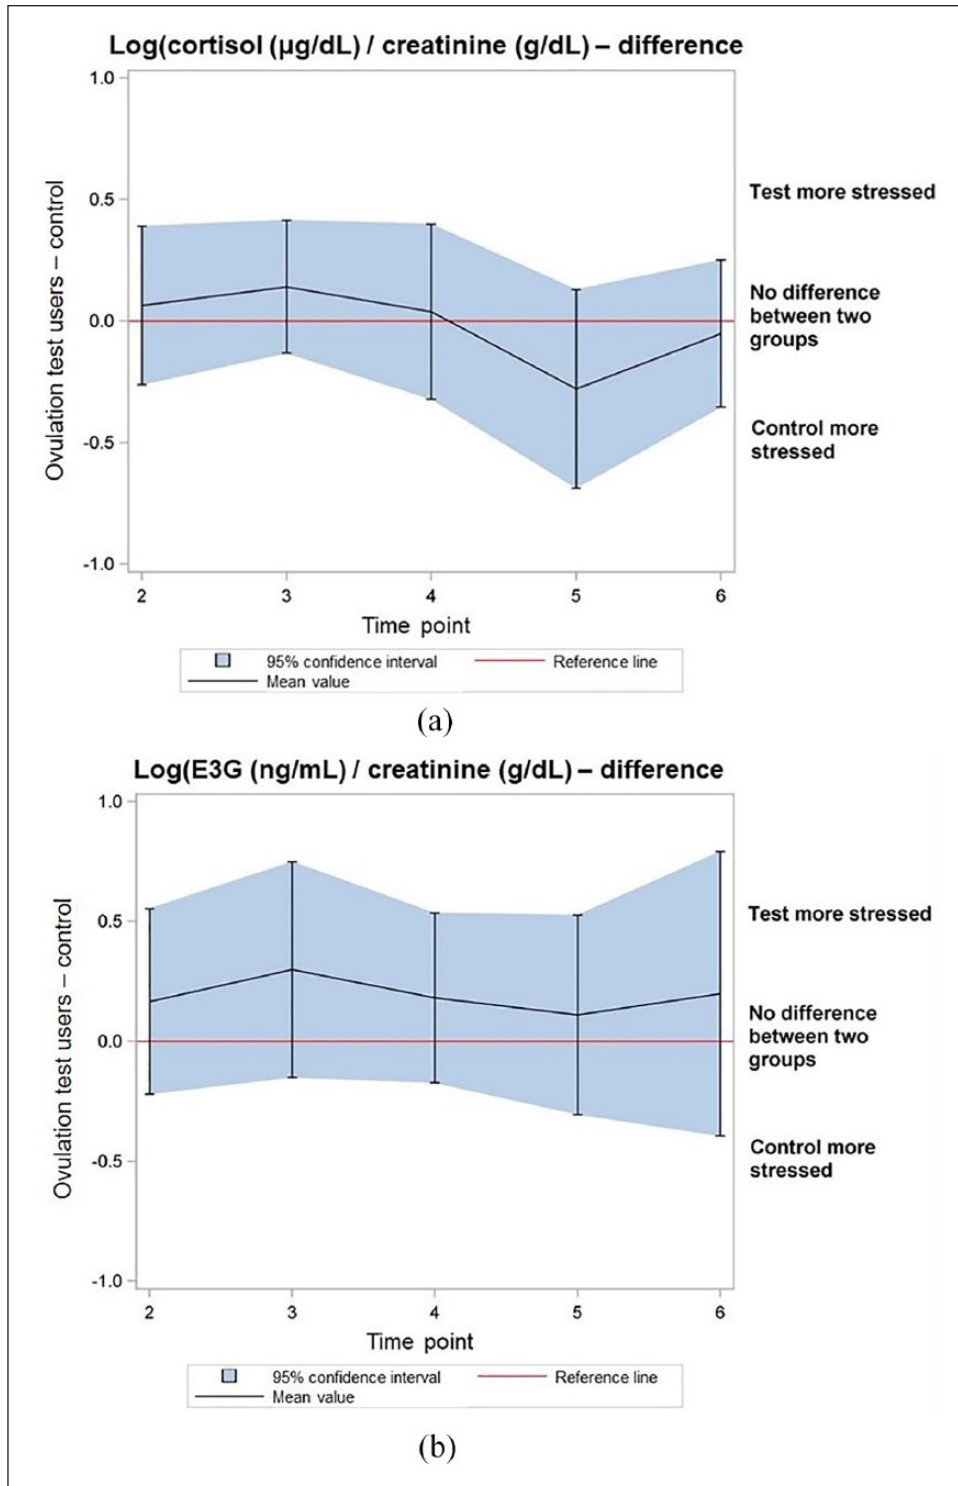 Log(cortisol (µg/dL) / creatinine (g/dL) – difference
1.0
0.5
0.0
-0.5
-1.0
Ovulation test users – control
Test more stressed
No difference
between two
groups
Control more
stressed
2 3 4 5 6
Time point
95% confidence interval Reference line
Mean value
(a)
Log(E3G (ng/mL) / creatinine (g/dL) – difference
1.0
0.5
0.0
-0.5
-1.0
Ovulation test users – control
Test more stressed
No difference
between two
groups
Control more
stressed
2 3 4 5 6
Time point
95% confidence interval Reference line
Mean value
(b)